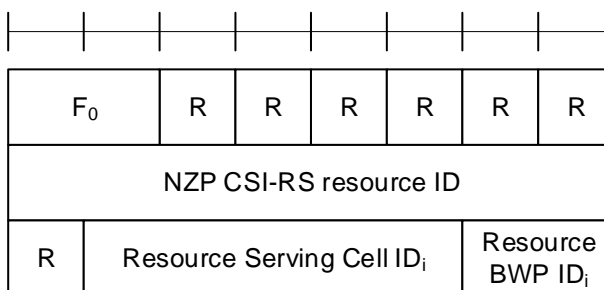 F₀ R R R R R R
NZP CSI-RS resource ID
R Resource Serving Cell IDᵢ Resource
BWP IDᵢ